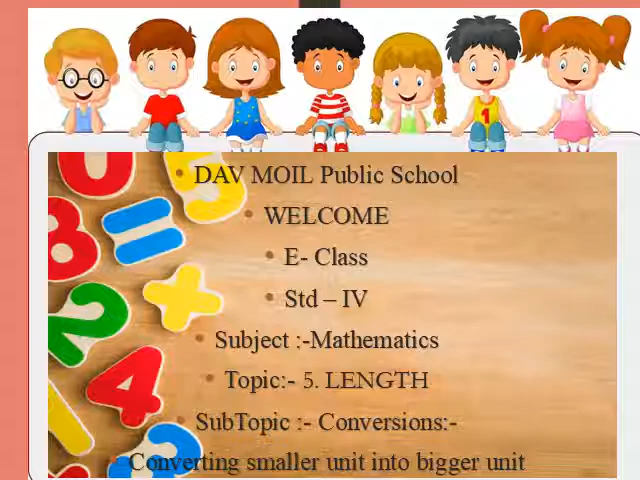 DAV MOIL Public School
WELCOME
E- Class
Std – IV
Subject :-Mathematics
Topic:- 5. LENGTH
SubTopic :- Conversions:-
Converting smaller unit into bigger unit